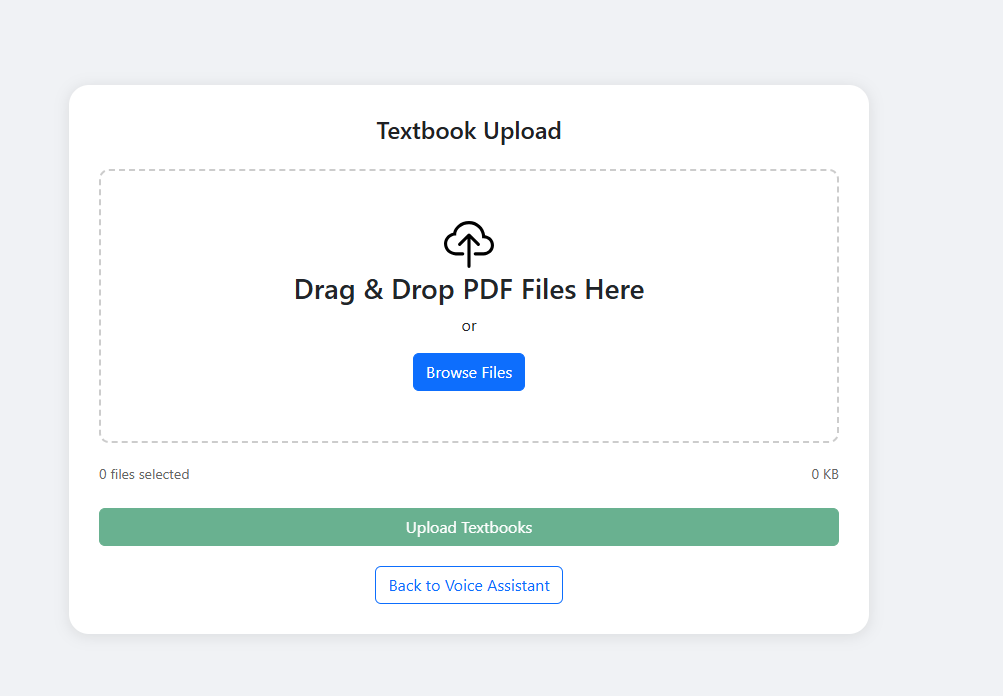 Textbook Upload
Drag & Drop PDF Files Here
or
Browse Files
0 files selected
0 KB
Upload Textbooks
Back to Voice Assistant